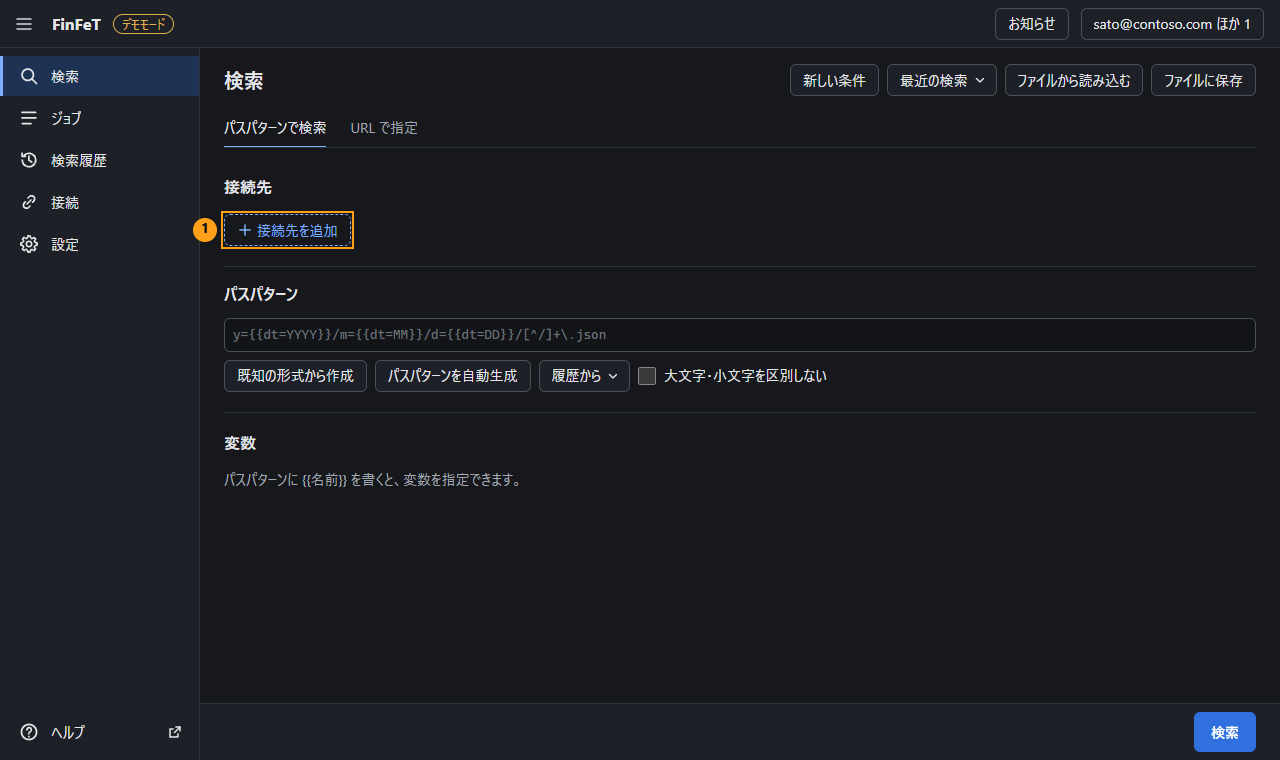 FinFeT デモモード お知らせ sato@contoso.com ほか 1
検索
ジョブ
検索履歴
接続
設定
ヘルプ
検索 新しい条件 最近の検索 ファイルから読み込む ファイルに保存
パスパターンで検索 URL で指定
接続先
1 + 接続先を追加
パスパターン
y={{dt=YYYY}}/m={{dt=MM}}/d={{dt=DD}}/[^/]+\.json
既知の形式から作成 パスパターンを自動生成 履歴から 大文字・小文字を区別しない
変数
パスパターンに {{名前}} を書くと、変数を指定できます。
検索